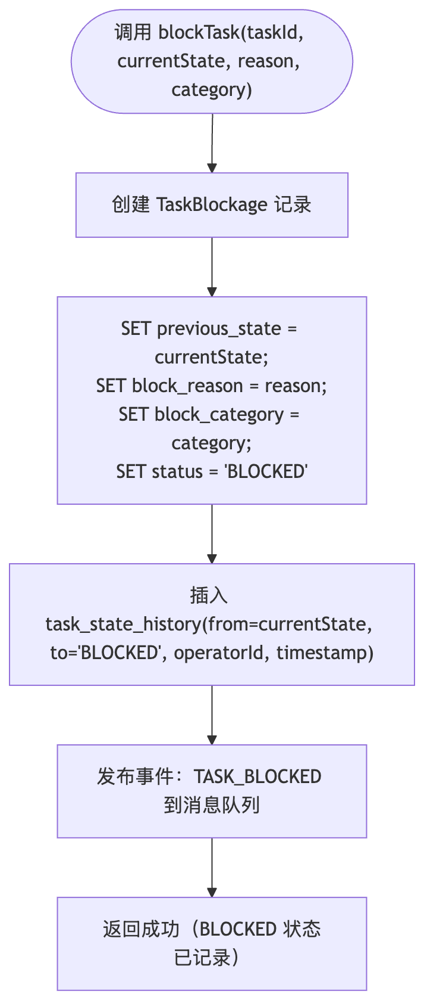 调用 blockTask(taskId,
currentState, reason,
category)
创建 TaskBlockage 记录
SET previous_state =
currentState;
SET block_reason = reason;
SET block_category =
category;
SET status = 'BLOCKED'
插入
task_state_history(from=currentState,
to='BLOCKED', operatorId, timestamp)
发布事件：TASK_BLOCKED
到消息队列
返回成功（BLOCKED 状态
已记录）